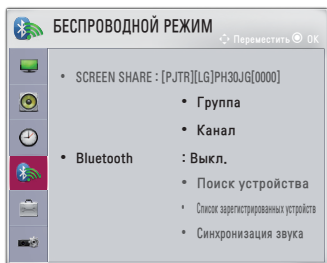 БЕСПРОВОДНОЙ РЕЖИМ
Переместить OK
• SCREEN SHARE : [PJTR][LG]PH30JG[0000]
• Группа
• Канал
• Bluetooth : Выкл.
• Поиск устройства
• Список зарегистрированных устройств
• Синхронизация звука